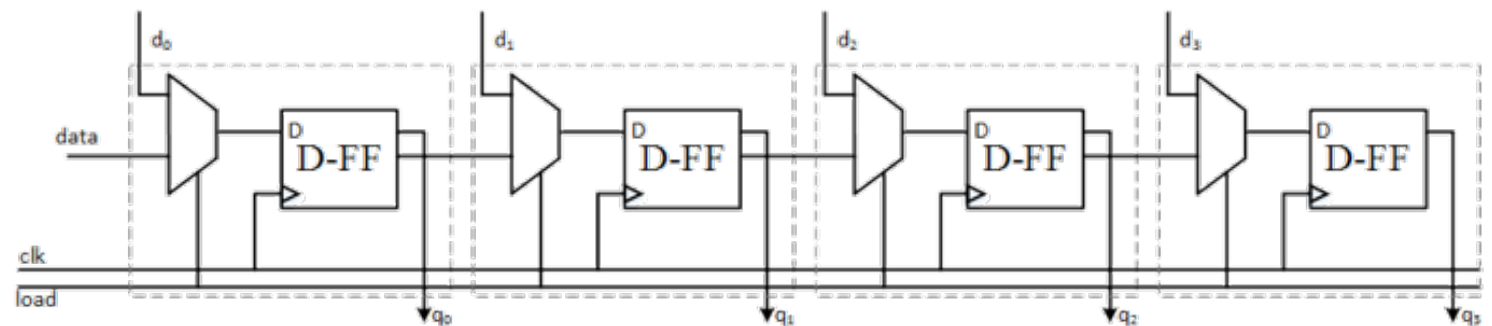 d₀ d₁ d₂ d₃
D D D D
data D-FF D-FF D-FF D-FF
clk
load
q₀ q₁ q₂ q₃